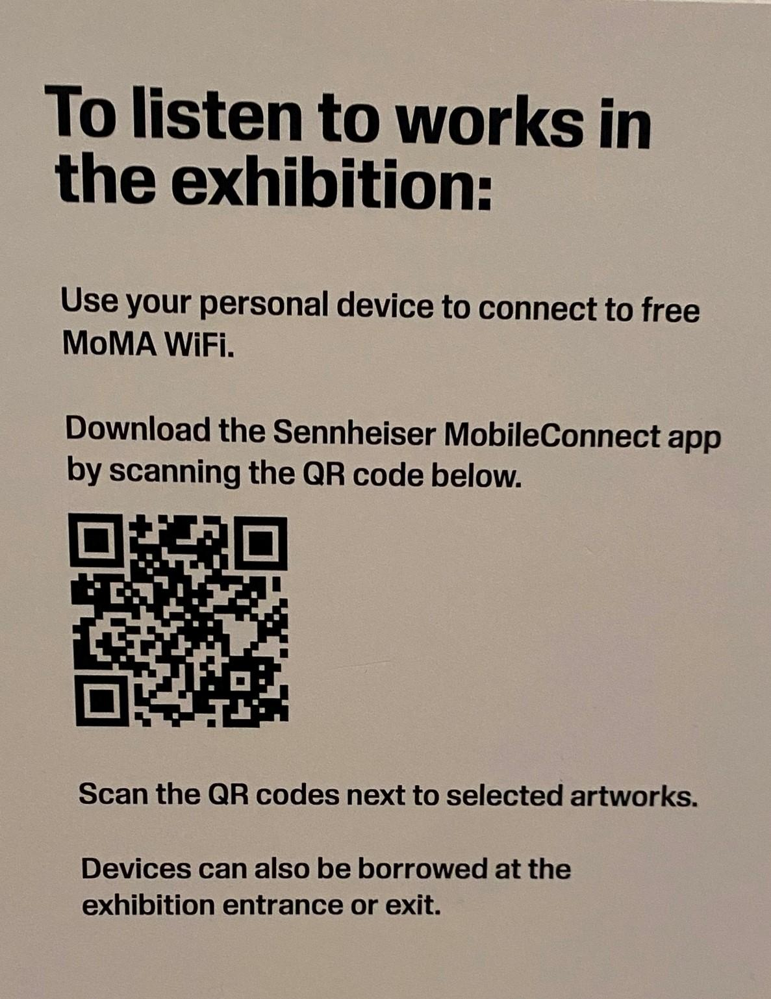 To listen to works in
the exhibition:
Use your personal device to connect to free
MoMA WiFi.
Download the Sennheiser MobileConnect app
by scanning the QR code below.
Scan the QR codes next to selected artworks.
Devices can also be borrowed at the
exhibition entrance or exit.